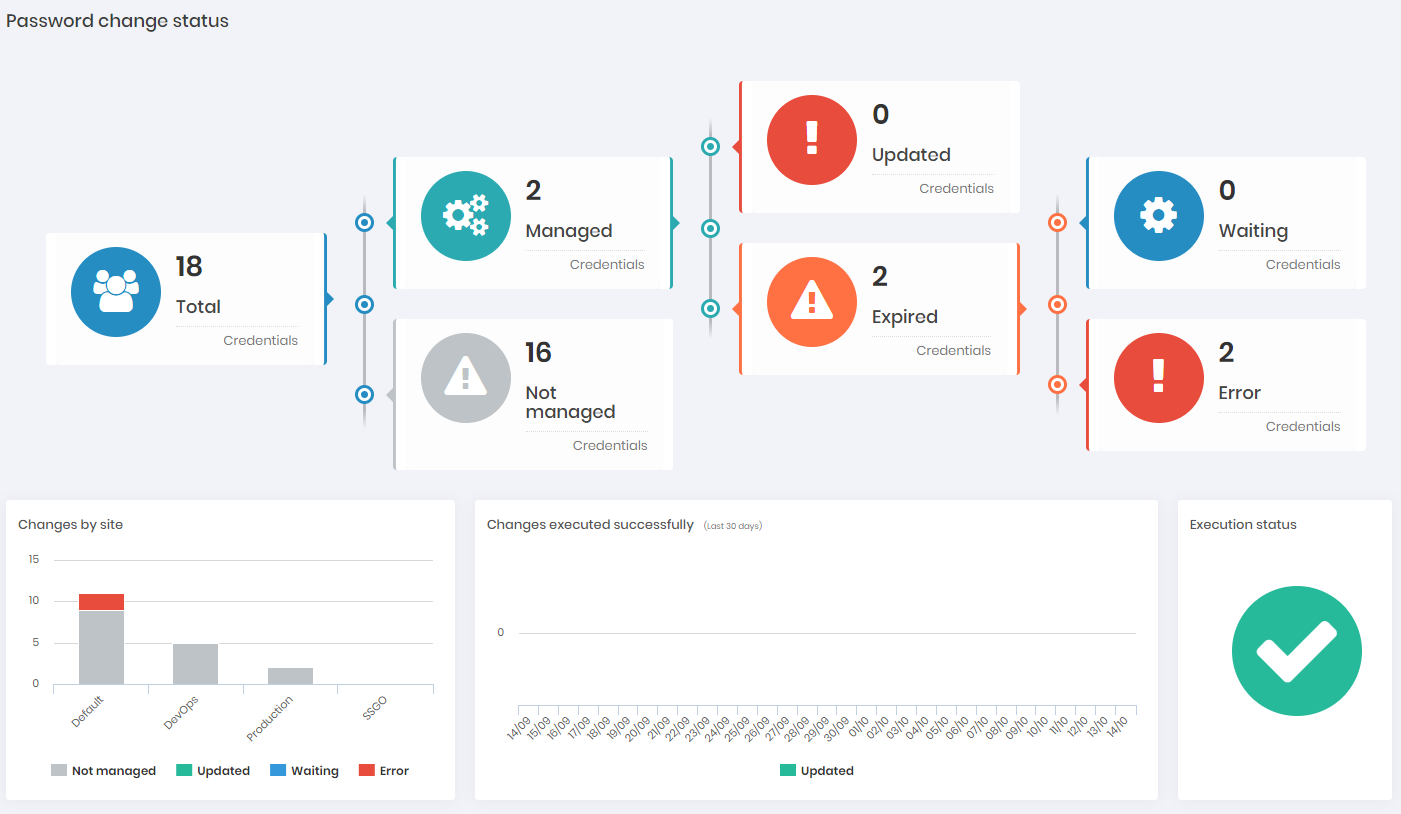 Password change status
18
Total
Credentials
2
Managed
Credentials
16
Not
managed
Credentials
0
Updated
Credentials
2
Expired
Credentials
0
Waiting
Credentials
2
Error
Credentials
Changes by site
15
10
5
0
Default
DevOps
Production
SSGO
Not managed
Updated
Waiting
Error
Changes executed successfully (Last 30 days)
0
14/09
15/09
16/09
17/09
18/09
19/09
20/09
21/09
22/09
23/09
24/09
25/09
26/09
27/09
28/09
29/09
30/09
01/10
02/10
03/10
04/10
05/10
06/10
07/10
08/10
09/10
10/10
11/10
12/10
13/10
14/10
Updated
Execution status